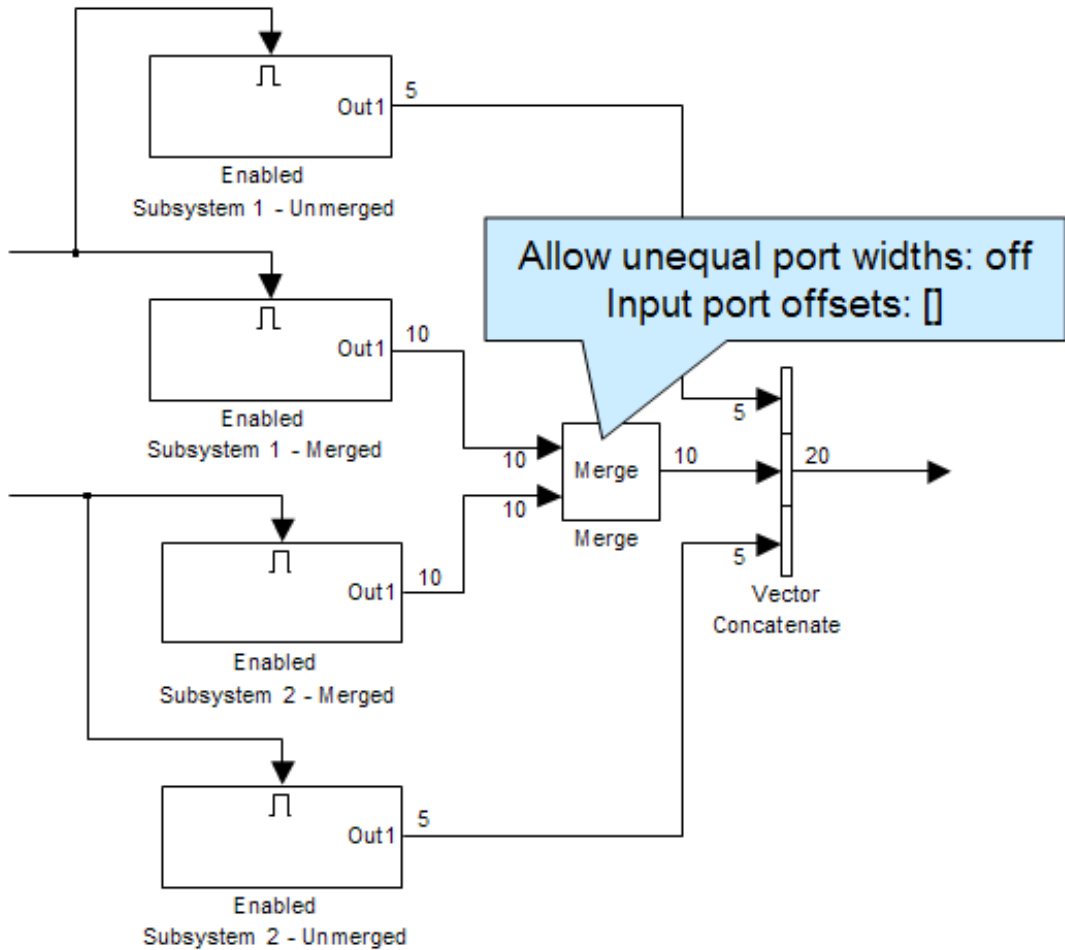 Out1
5
Enabled
Subsystem 1 - Unmerged
Allow unequal port widths: off
Input port offsets: []
Out1
10
Enabled
Subsystem 1 - Merged
10
10
Merge
Merge
10
5
20
5
Vector
Concatenate
Out1
10
Enabled
Subsystem 2 - Merged
Out1
5
Enabled
Subsystem 2 - Unmerged